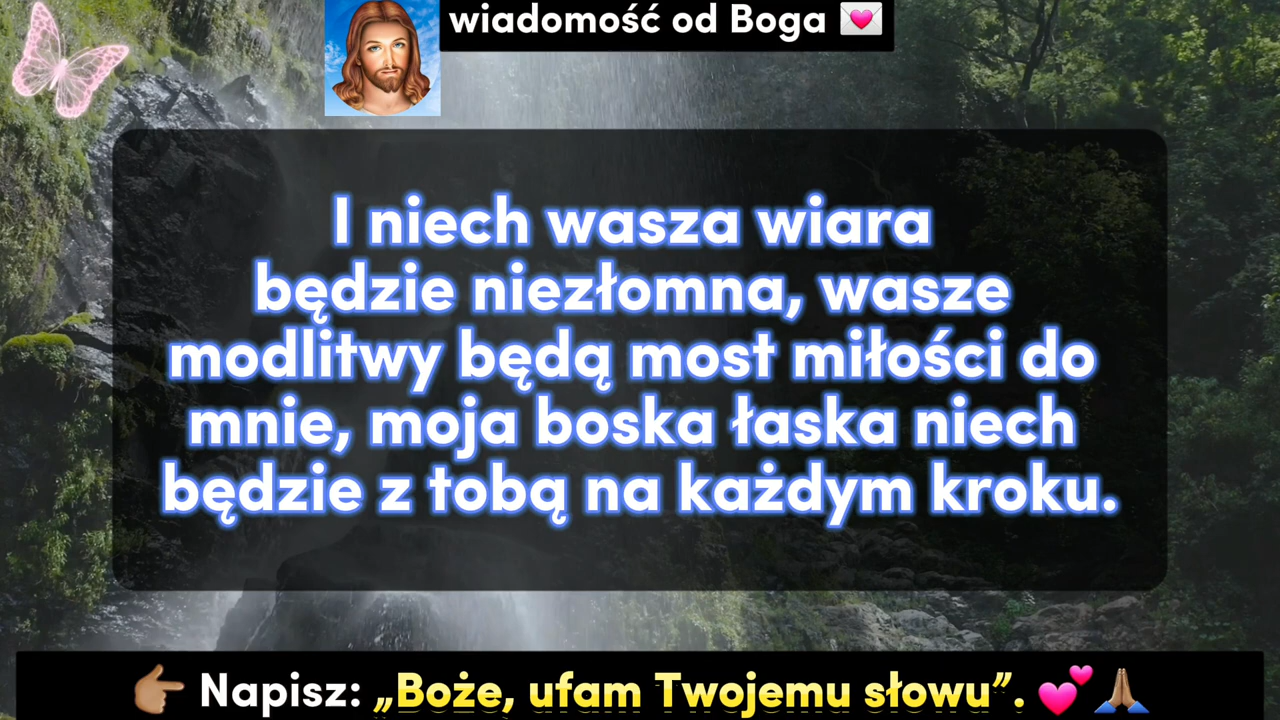 wiadomość od Boga 💌
I niech wasza wiara
będzie niezłomna, wasze
modlitwy będą most miłości do
mnie, moja boska łaska niech
będzie z tobą na każdym kroku.
👉🏽 Napisz: „Boże, ufam Twojemu słowu”. 💕🙏🏽